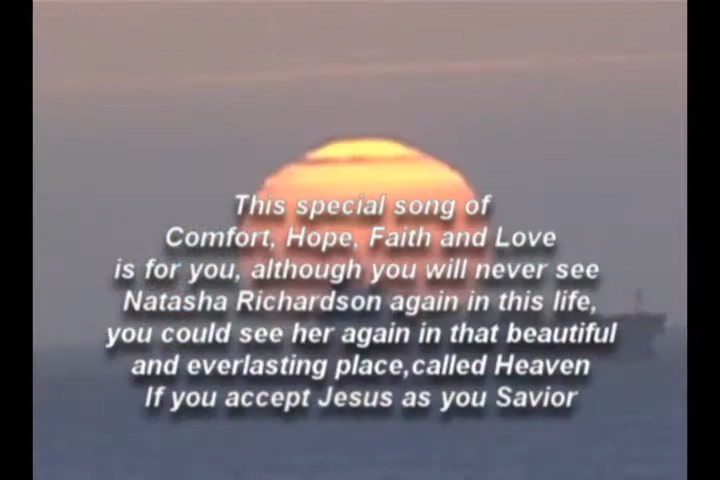 This special song of
Comfort, Hope, Faith and Love
is for you, although you will never see
Natasha Richardson again in this life,
you could see her again in that beautiful
and everlasting place,called Heaven
If you accept Jesus as you Savior